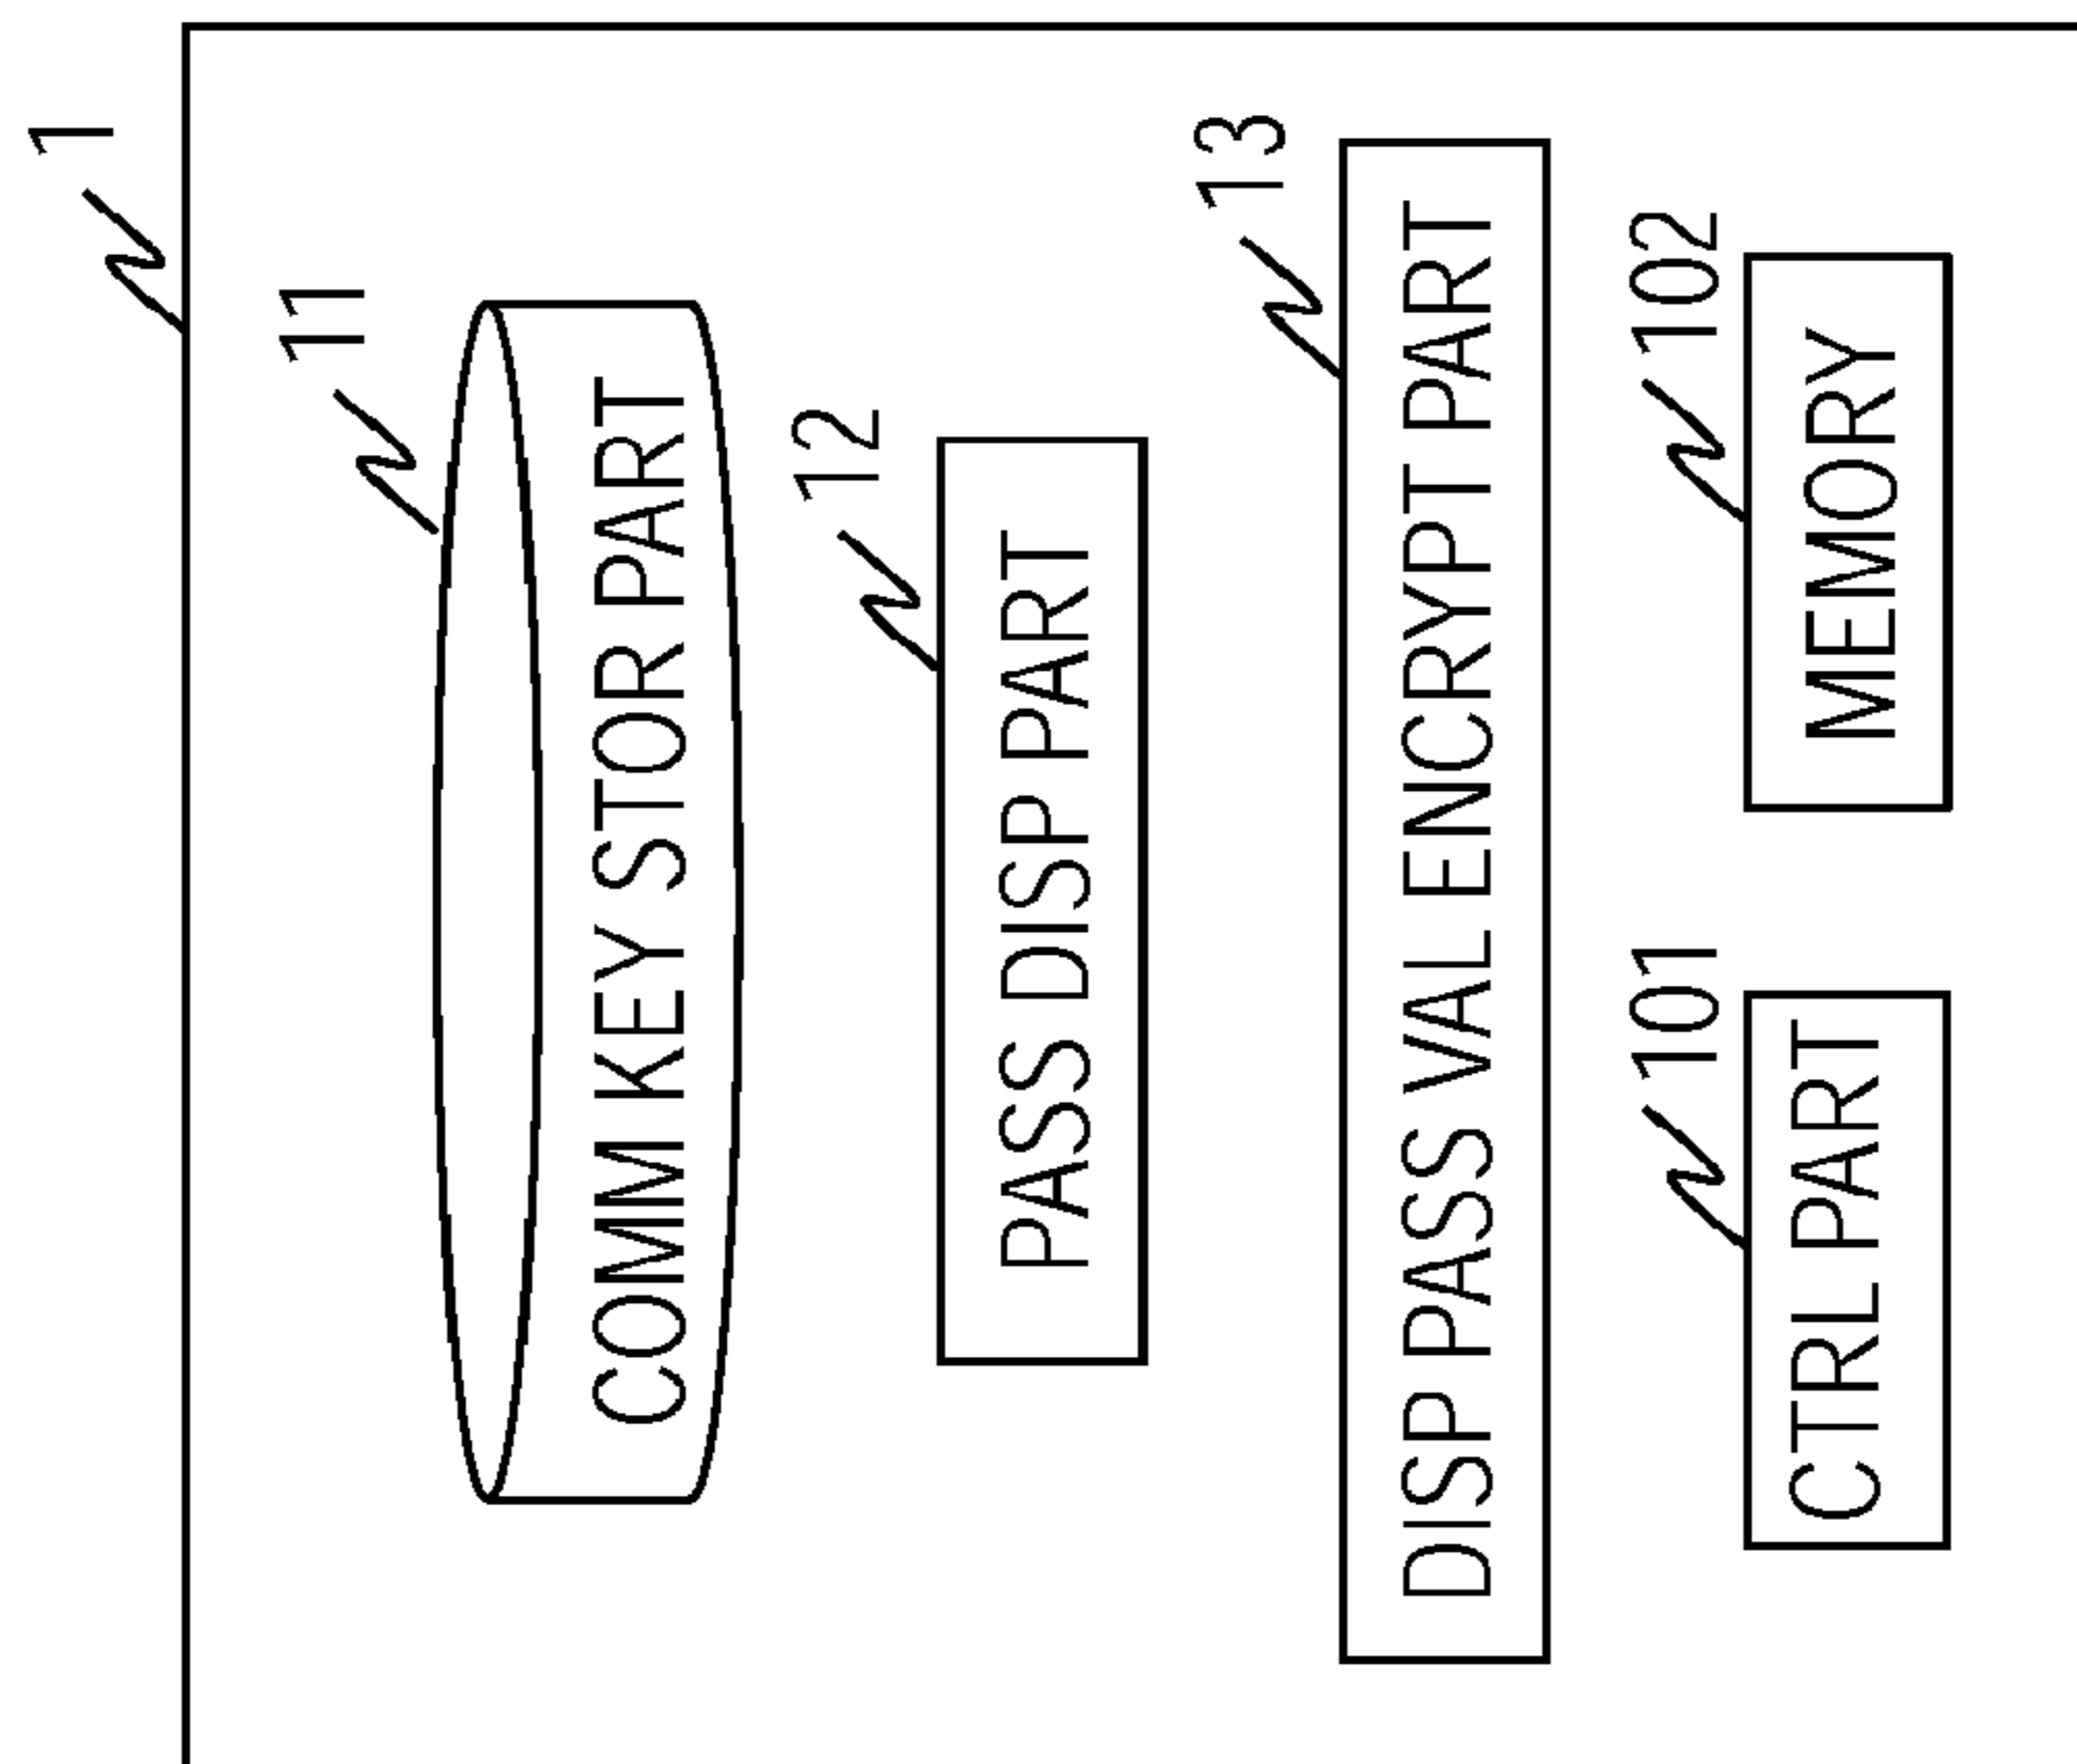 1
11
COMM KEY STOR PART
12
PASS DISP PART
13
DISP PASS VAL ENCRYPT PART
101
CTRL PART
102
MEMORY